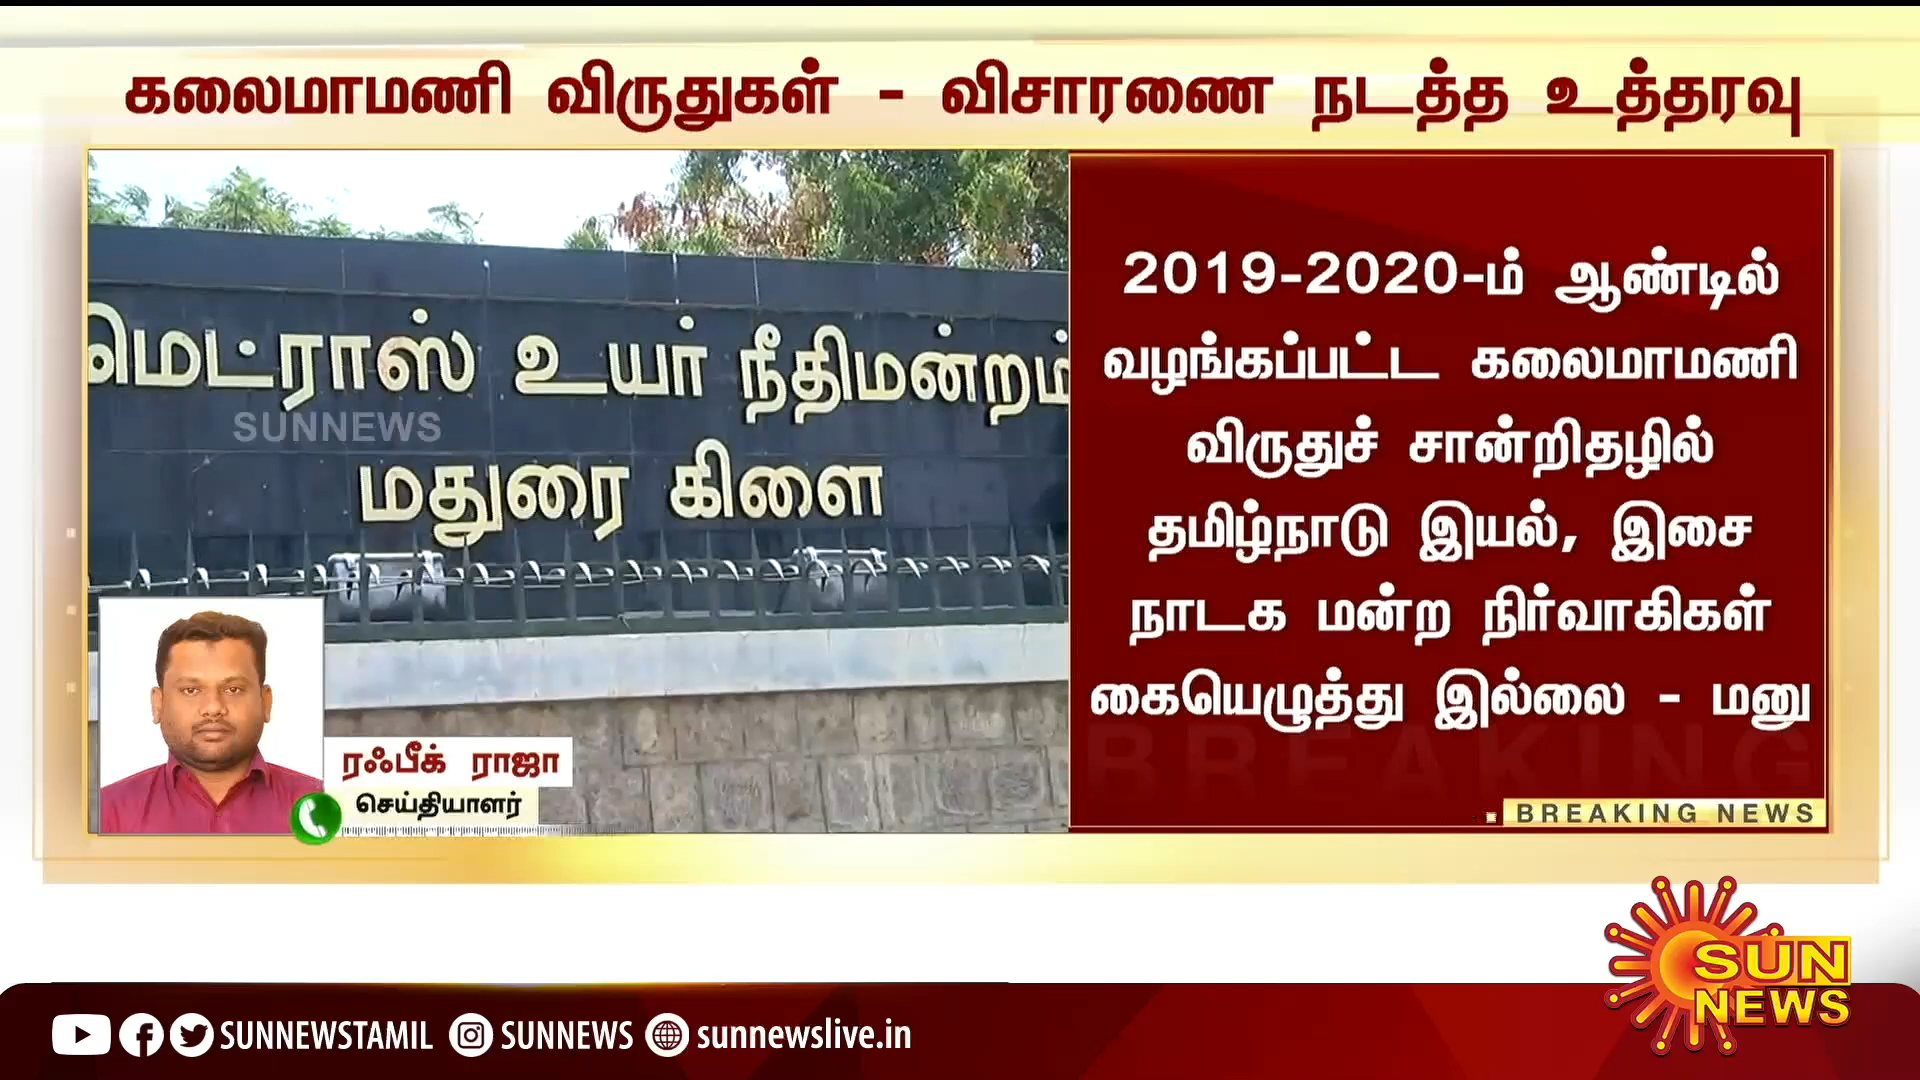 கலைமாமணி விருதுகள் - விசாரணை நடத்த உத்தரவு
மெட்ராஸ் உயர் நீதிமன்றம்
SUNNEWS
மதுரை கிளை
2019-2020-ம் ஆண்டில்
வழங்கப்பட்ட கலைமாமணி
விருதுச் சான்றிதழில்
தமிழ்நாடு இயல், இசை
நாடக மன்ற நிர்வாகிகள்
கையெழுத்து இல்லை - மனு
BREAKING
BREAKING NEWS
ரஃபீக் ராஜா
செய்தியாளர்
SUN
NEWS
SUNNEWSTAMIL SUNNEWS sunnewslive.in